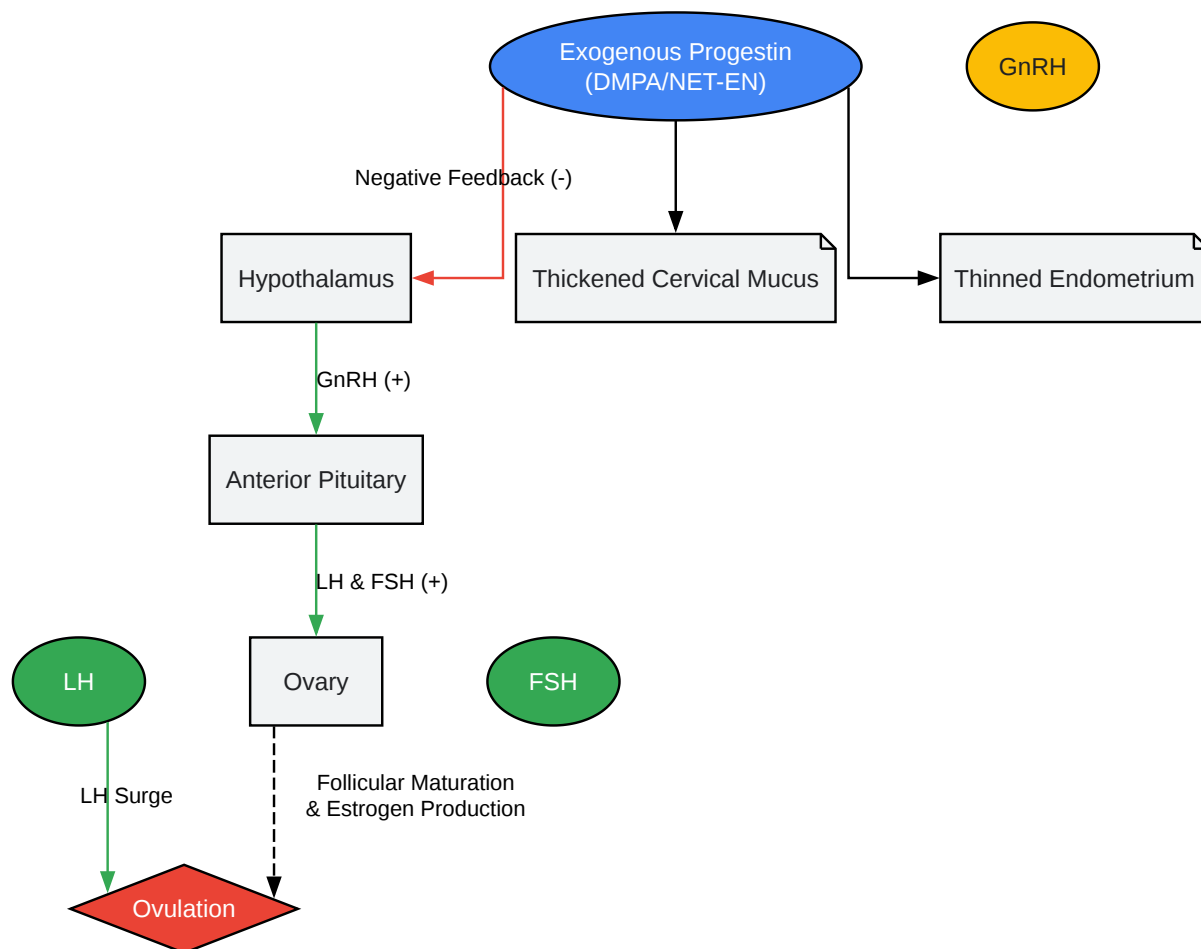 Exogenous Progestin
(DMPA/NET-EN)
GnRH
Negative Feedback (-)
Hypothalamus
Thickened Cervical Mucus
Thinned Endometrium
GnRH (+)
Anterior Pituitary
LH & FSH (+)
LH
Ovary
FSH
LH Surge
Follicular Maturation
& Estrogen Production
Ovulation